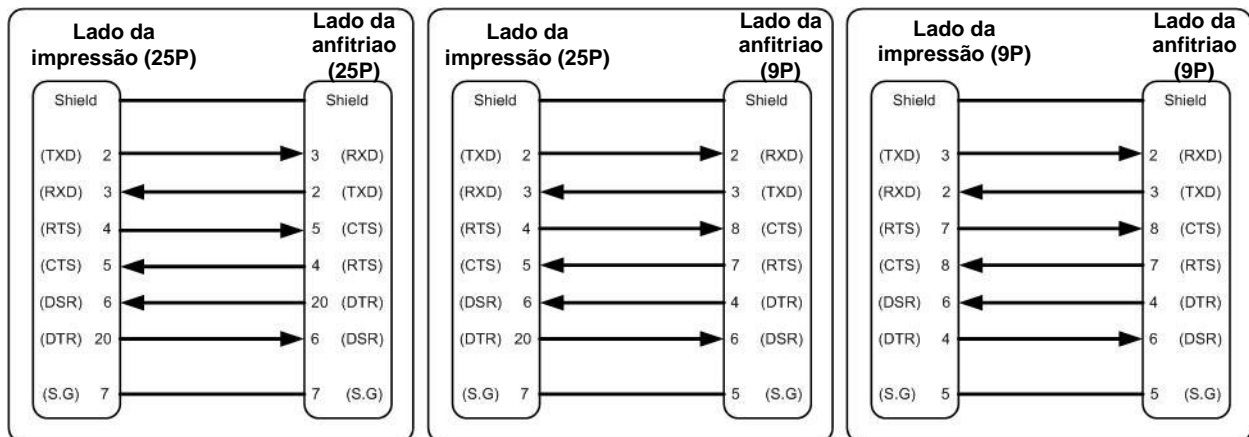 Lado da
impressão (25P)
Lado da
anfitriao
(25P)
Shield Shield
(TXD) 2 3 (RXD)
(RXD) 3 2 (TXD)
(RTS) 4 5 (CTS)
(CTS) 5 4 (RTS)
(DSR) 6 20 (DTR)
(DTR) 20 6 (DSR)
(S.G) 7 7 (S.G)
Lado da
impressão (25P)
Lado da
anfitriao
(9P)
Shield Shield
(TXD) 2 2 (RXD)
(RXD) 3 3 (TXD)
(RTS) 4 8 (CTS)
(CTS) 5 7 (RTS)
(DSR) 6 4 (DTR)
(DTR) 20 6 (DSR)
(S.G) 7 5 (S.G)
Lado da
impressão (9P)
Lado da
anfitriao
(9P)
Shield Shield
(TXD) 3 2 (RXD)
(RXD) 2 3 (TXD)
(RTS) 7 8 (CTS)
(CTS) 8 7 (RTS)
(DSR) 6 4 (DTR)
(DTR) 4 6 (DSR)
(S.G) 5 5 (S.G)